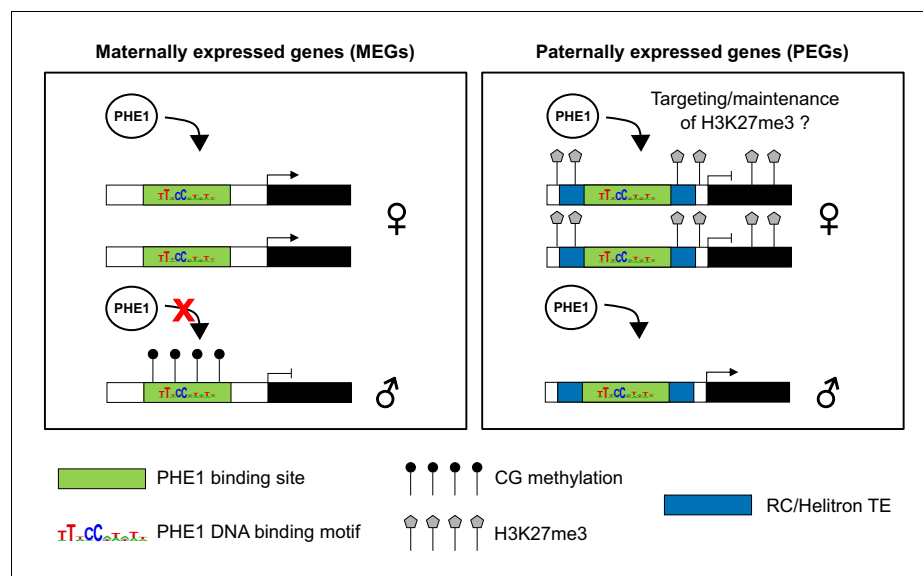 Maternally expressed genes (MEGs)
Paternally expressed genes (PEGs)
PHE1
PHE1
Targeting/maintenance
of H3K27me3 ?
♀
♀
PHE1
X
PHE1
♂
♂
PHE1 binding site
CG methylation
RC/Helitron TE
PHE1 DNA binding motif
H3K27me3